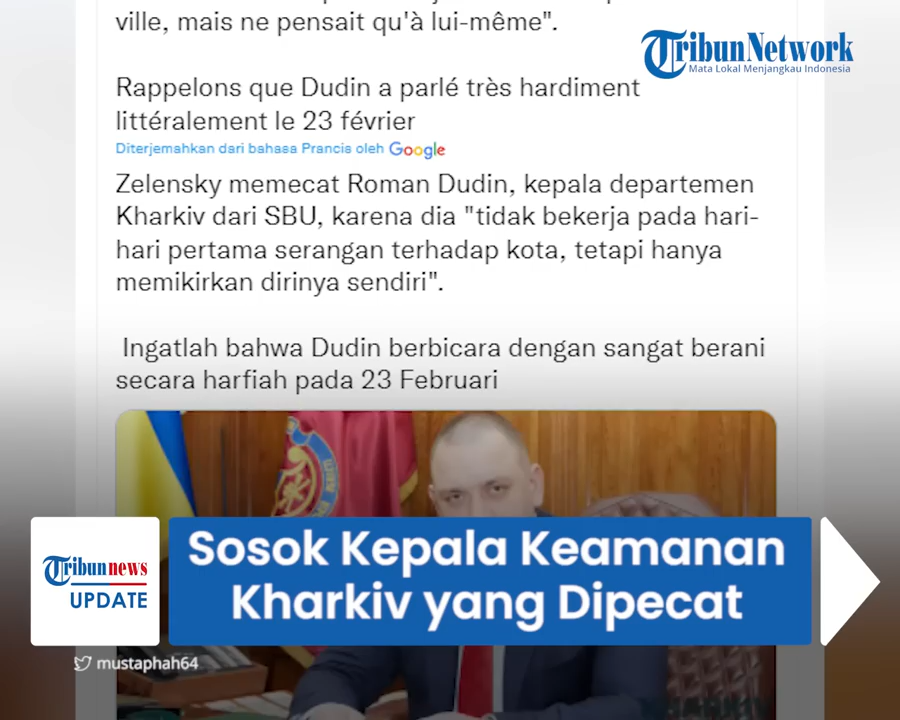 ville, mais ne pensait qu'à lui-même".
TribunNetwork
Mata Lokal Menjangkau Indonesia
Rappelons que Dudin a parlé très hardiment
littéralement le 23 février
Diterjemahkan dari bahasa Prancis oleh Google
Zelensky memecat Roman Dudin, kepala departemen
Kharkiv dari SBU, karena dia "tidak bekerja pada hari-
hari pertama serangan terhadap kota, tetapi hanya
memikirkan dirinya sendiri".
Ingatlah bahwa Dudin berbicara dengan sangat berani
secara harfiah pada 23 Februari
Tribunnews
UPDATE
Sosok Kepala Keamanan
Kharkiv yang Dipecat
mustaphah64